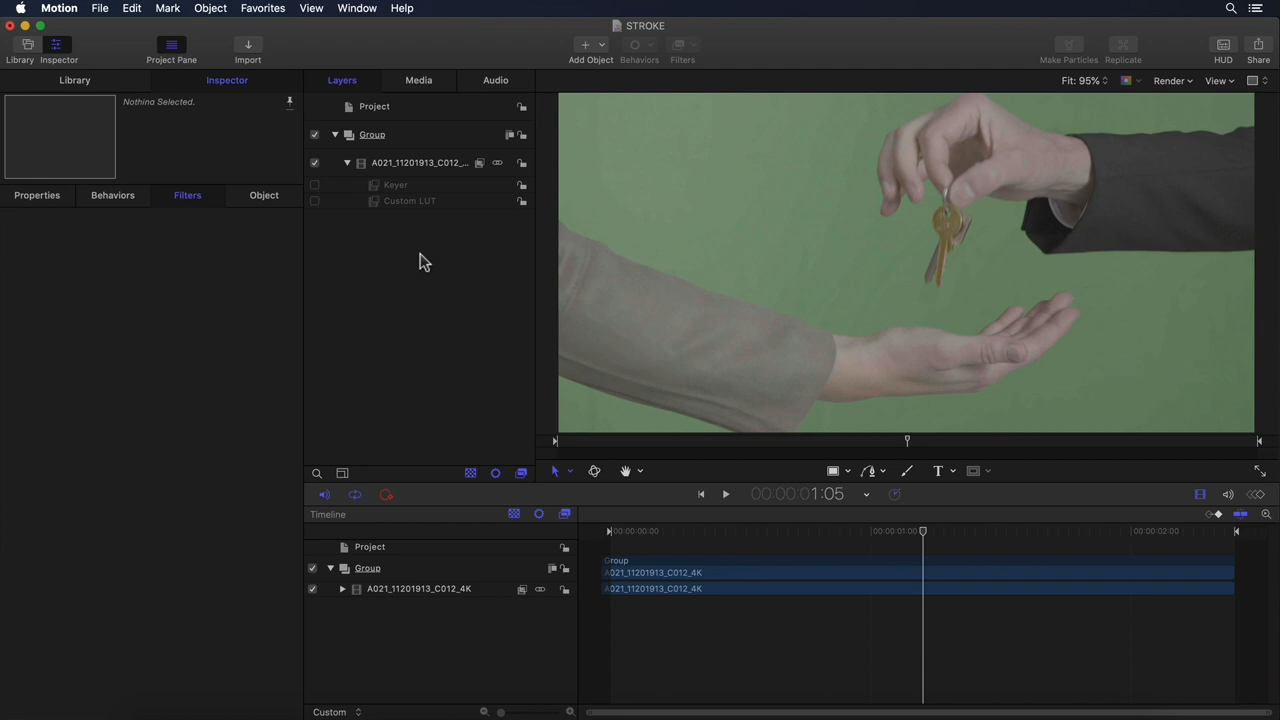 Motion File Edit Mark Object Favorites View Window Help
STROKE
Library Inspector Project Pane Import Add Object Behaviors Filters Make Particles Replicate HUD Share
Library Inspector Layers Media Audio Fit: 95% Render View
Nothing Selected.
Project
Group
A021_11201913_C012_...
Keyer
Custom LUT
Properties Behaviors Filters Object
T
00:00:00:01:05
Timeline
00:00:00:00 00:00:01:00 00:00:02:00
Project
Group
Group
A021_11201913_C012_4K
A021_11201913_C012_4K A021_11201913_C012_4K
Custom